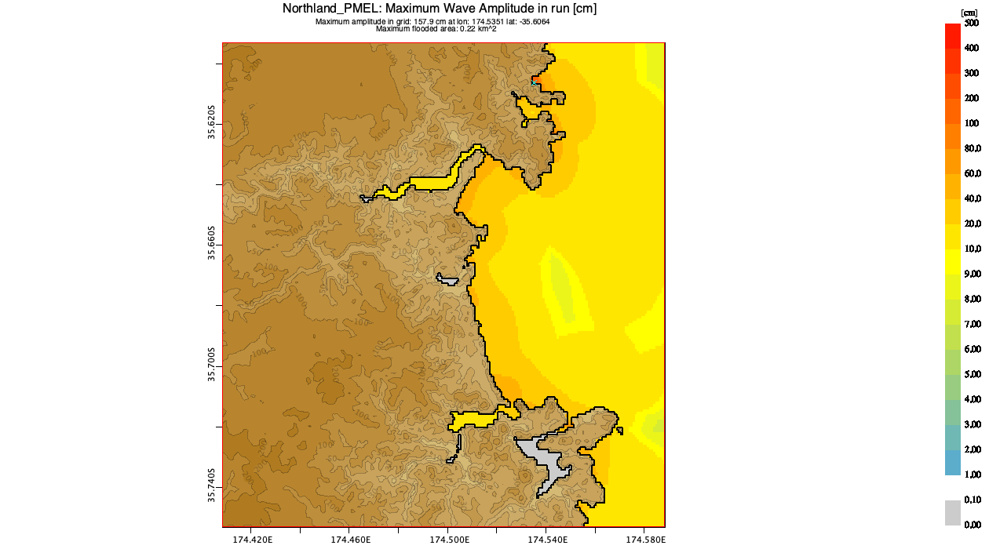 Northland_PMEL: Maximum Wave Amplitude in run [cm]
Maximum amplitude in grid: 157.9 cm at lon: 174.5351 lat: -35.6064
Maximum flooded area: 0.22 km^2
[cm]
500
400
300
200
100
80.0
60.0
40.0
20.0
10.0
9.00
8.00
7.00
6.00
5.00
4.00
3.00
2.00
1.00
0.10
0.00
35.620S
35.660S
35.700S
35.740S
174.420E
174.460E
174.500E
174.540E
174.580E